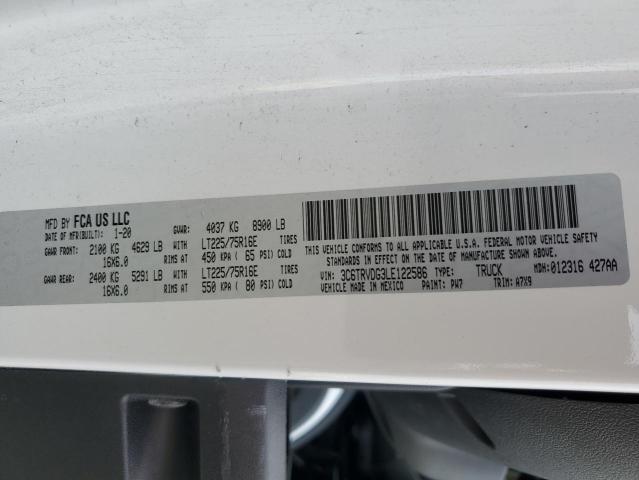 MFD BY FCA US LLC
DATE OF MFR(BUILT): 1-20 GVWR: 4037 KG 8900 LB
GAWR FRONT: 2100 KG 4629 LB WITH LT225/75R16E TIRES
16X6.0 RIMS AT 450 KPA ( 65 PSI) COLD
GAWR REAR: 2400 KG 5291 LB WITH LT225/75R16E TIRES
16X6.0 RIMS AT 550 KPA ( 80 PSI) COLD
THIS VEHICLE CONFORMS TO ALL APPLICABLE U.S.A. FEDERAL MOTOR VEHICLE SAFETY
STANDARDS IN EFFECT ON THE DATE OF MANUFACTURE SHOWN ABOVE.
VIN: 3C6TRVDG3LE122586 TYPE: TRUCK MDH: 012316 427AA
VEHICLE MADE IN MEXICO PAINT: PW7 TRIM: A7X9